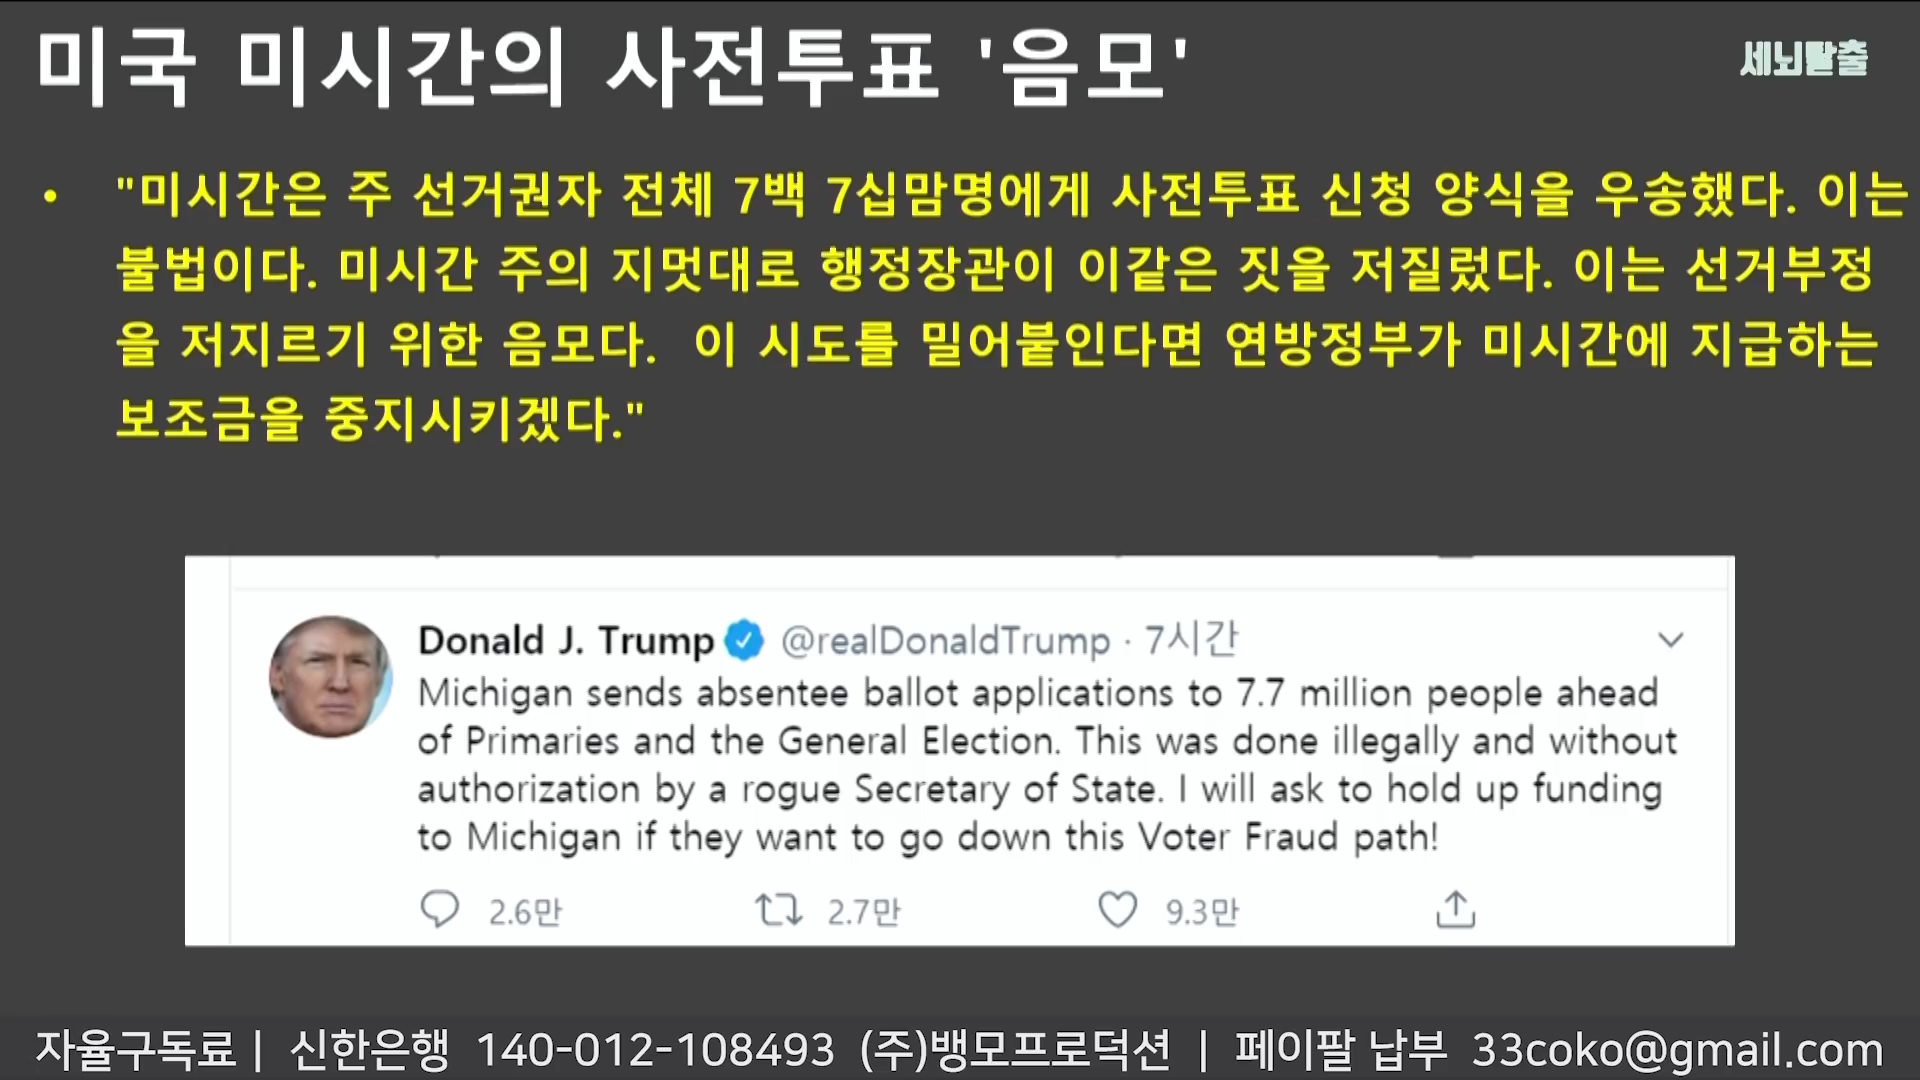 미국 미시간의 사전투표 '음모'
세뇌탈출
• "미시간은 주 선거권자 전체 7백 7십맘명에게 사전투표 신청 양식을 우송했다. 이는
불법이다. 미시간 주의 지멋대로 행정장관이 이같은 짓을 저질렀다. 이는 선거부정
을 저지르기 위한 음모다. 이 시도를 밀어붙인다면 연방정부가 미시간에 지급하는
보조금을 중지시키겠다."
Donald J. Trump @realDonaldTrump · 7시간
Michigan sends absentee ballot applications to 7.7 million people ahead
of Primaries and the General Election. This was done illegally and without
authorization by a rogue Secretary of State. I will ask to hold up funding
to Michigan if they want to go down this Voter Fraud path!
2.6만 2.7만 9.3만
자율구독료 | 신한은행 140-012-108493 (주)뱅모프로덕션 | 페이팔 납부 33coko@gmail.com